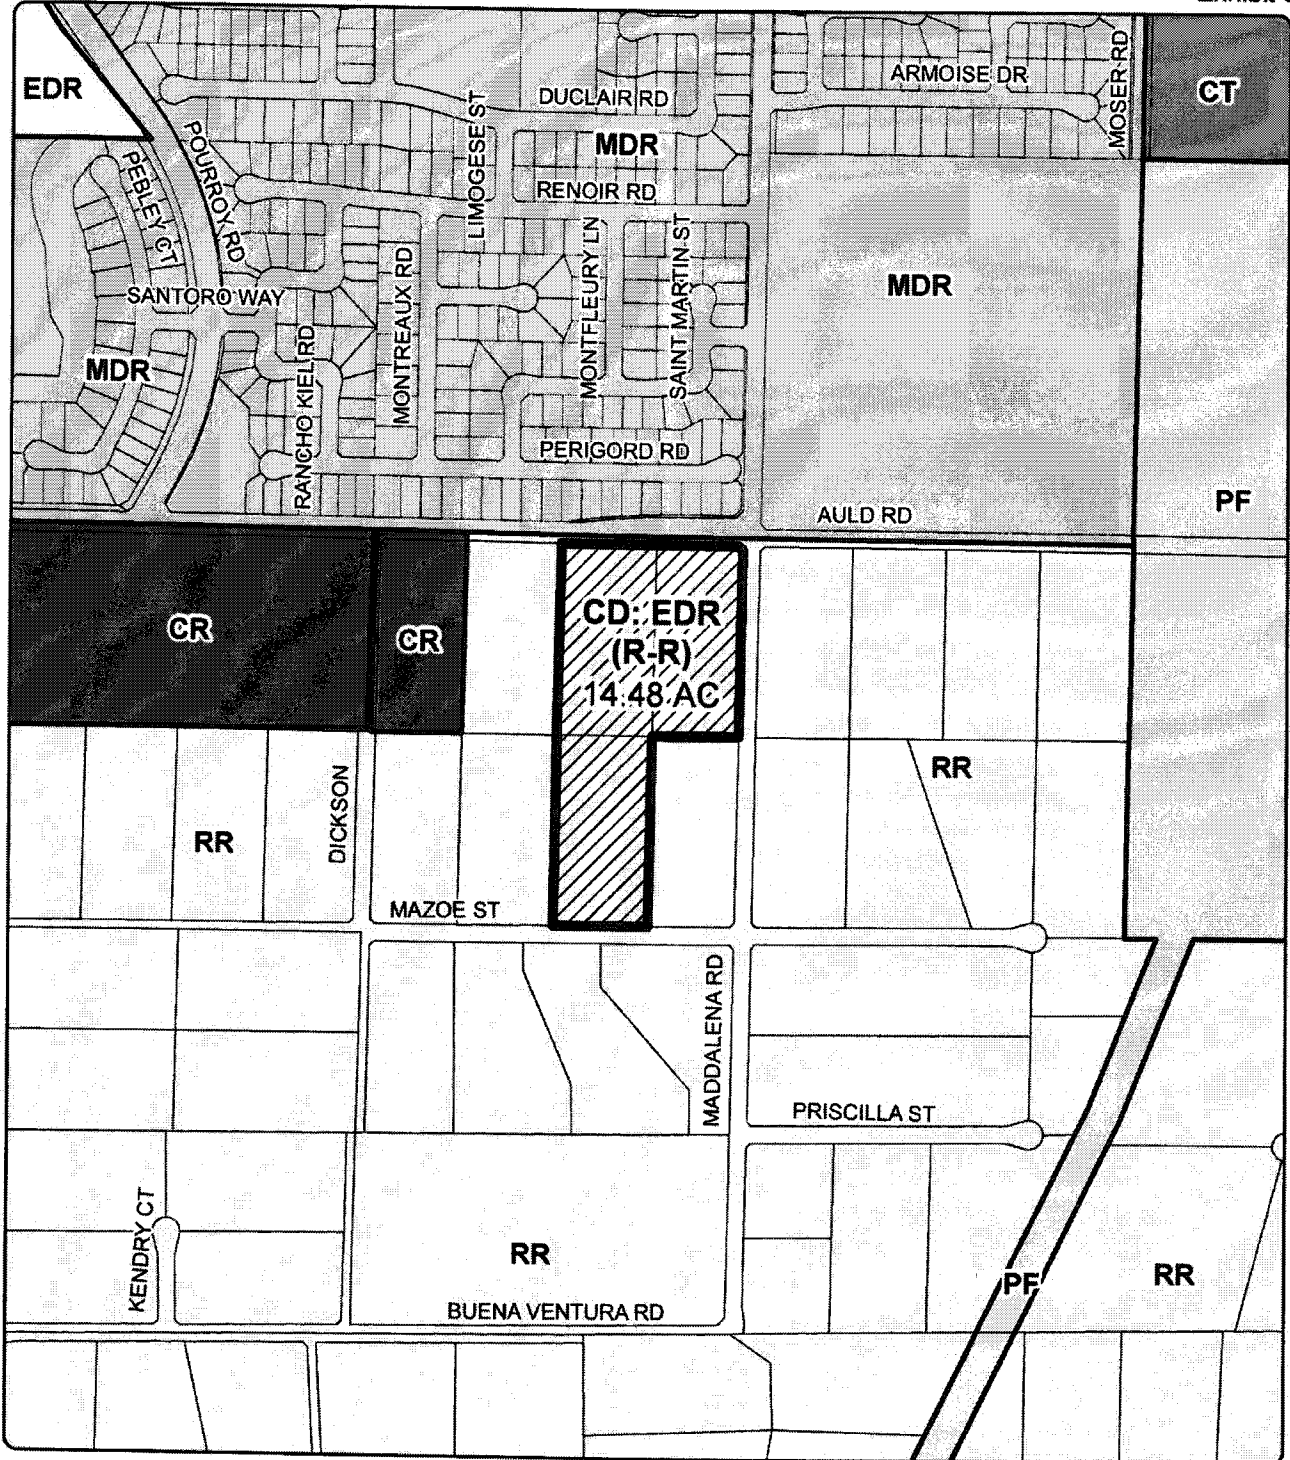 EDR
ARMOISE DR
MOSER RD
CT
DUCLAIR RD
LIMOGESE ST
MDR
POURROY RD
PEBLEY CT
RENOIR RD
SANTORO WAY
MONTREAUX RD
MONTFLEURY LN
SAINT MARTIN ST
MDR
MDR
RANCHO KIEL RD
PERIGORD RD
AULD RD
PF
CR
CR
CD: EDR
(R-R)
14.48 AC
RR
DICKSON
RR
MAZOE ST
MADDALENA RD
PRISCILLA ST
KENDRY CT
RR
PF
RR
BUENA VENTURA RD